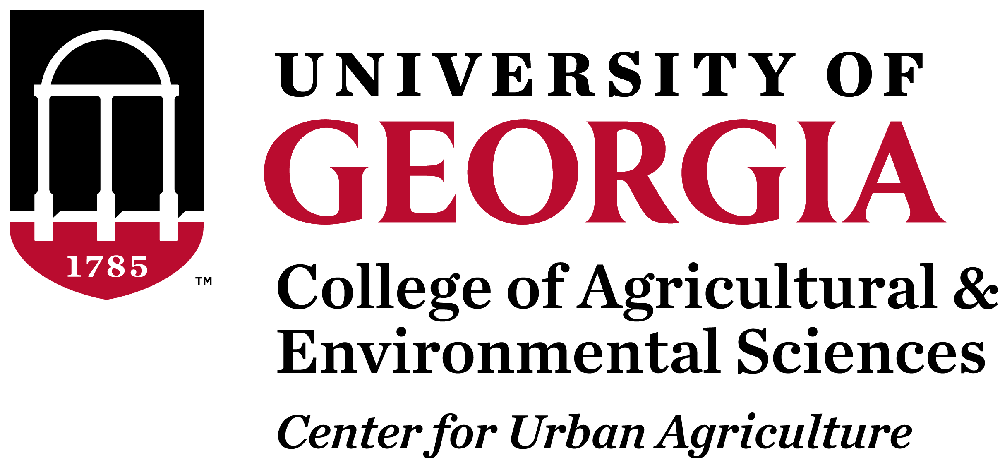 1785
™
UNIVERSITY OF
GEORGIA
College of Agricultural &
Environmental Sciences
Center for Urban Agriculture